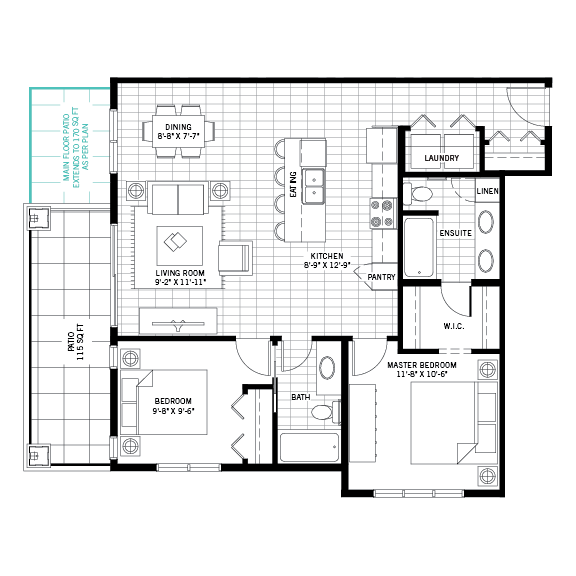 MAIN FLOOR PATIO
EXTENDS TO 170 SQ FT
AS PER PLAN
DINING
8'-8" X 7'-7"
LAUNDRY
EATING
LINEN
ENSUITE
KITCHEN
8'-9" X 12'-9"
LIVING ROOM
9'-2" X 11'-11"
PANTRY
W.I.C.
PATIO
115 SQ FT
MASTER BEDROOM
11'-8" X 10'-6"
BEDROOM
9'-8" X 9'-6"
BATH